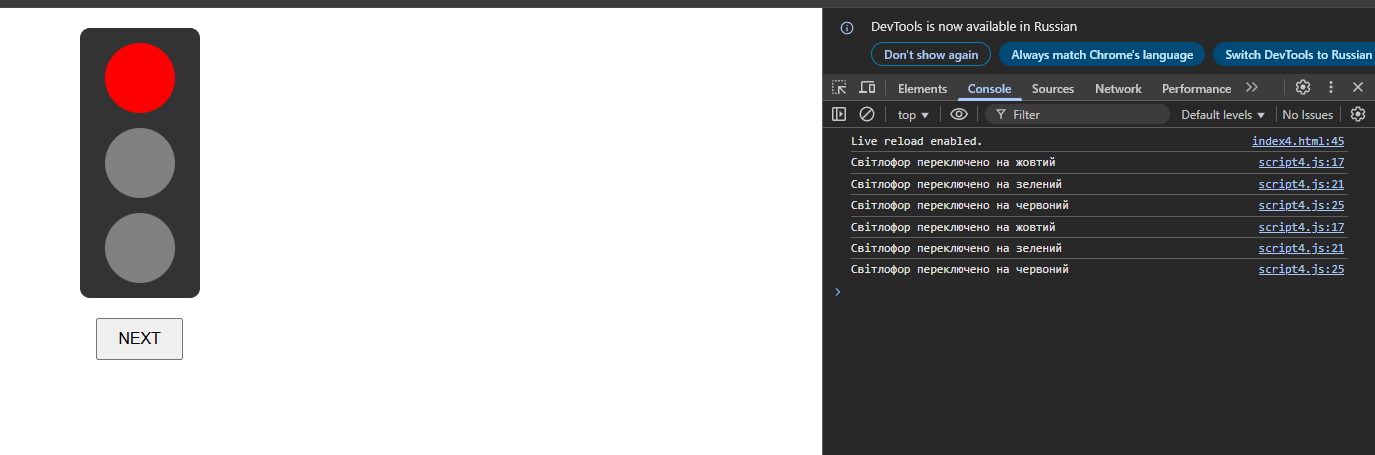 NEXT
DevTools is now available in Russian
Don't show again
Always match Chrome's language
Switch DevTools to Russian
Elements Console Sources Network Performance
top Filter Default levels No Issues
Live reload enabled. index4.html:45
Світлофор переключено на жовтий script4.js:17
Світлофор переключено на зелений script4.js:21
Світлофор переключено на червоний script4.js:25
Світлофор переключено на жовтий script4.js:17
Світлофор переключено на зелений script4.js:21
Світлофор переключено на червоний script4.js:25